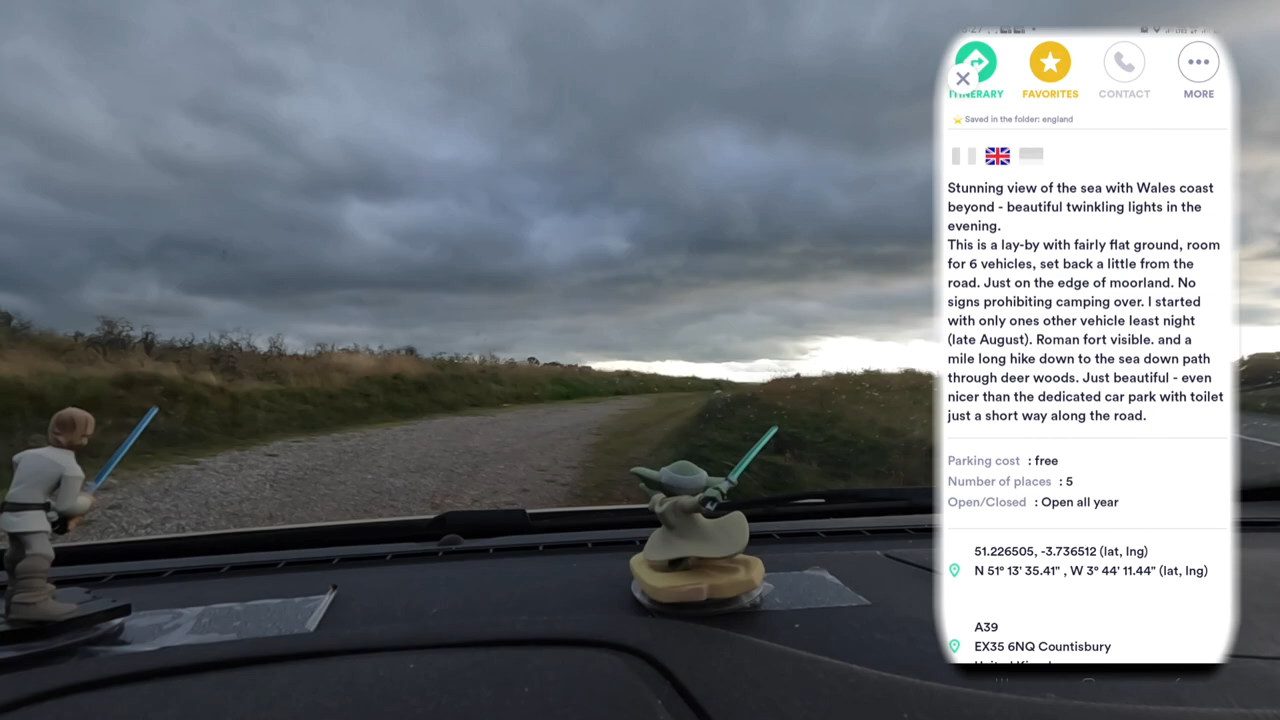 ITINERARY
FAVORITES
CONTACT
MORE
Saved in the folder: england
Stunning view of the sea with Wales coast
beyond - beautiful twinkling lights in the
evening.
This is a lay-by with fairly flat ground, room
for 6 vehicles, set back a little from the
road. Just on the edge of moorland. No
signs prohibiting camping over. I started
with only ones other vehicle least night
(late August). Roman fort visible. and a
mile long hike down to the sea down path
through deer woods. Just beautiful - even
nicer than the dedicated car park with toilet
just a short way along the road.
Parking cost : free
Number of places : 5
Open/Closed : Open all year
51.226505, -3.736512 (lat, lng)
N 51° 13' 35.41" , W 3° 44' 11.44" (lat, lng)
A39
EX35 6NQ Countisbury